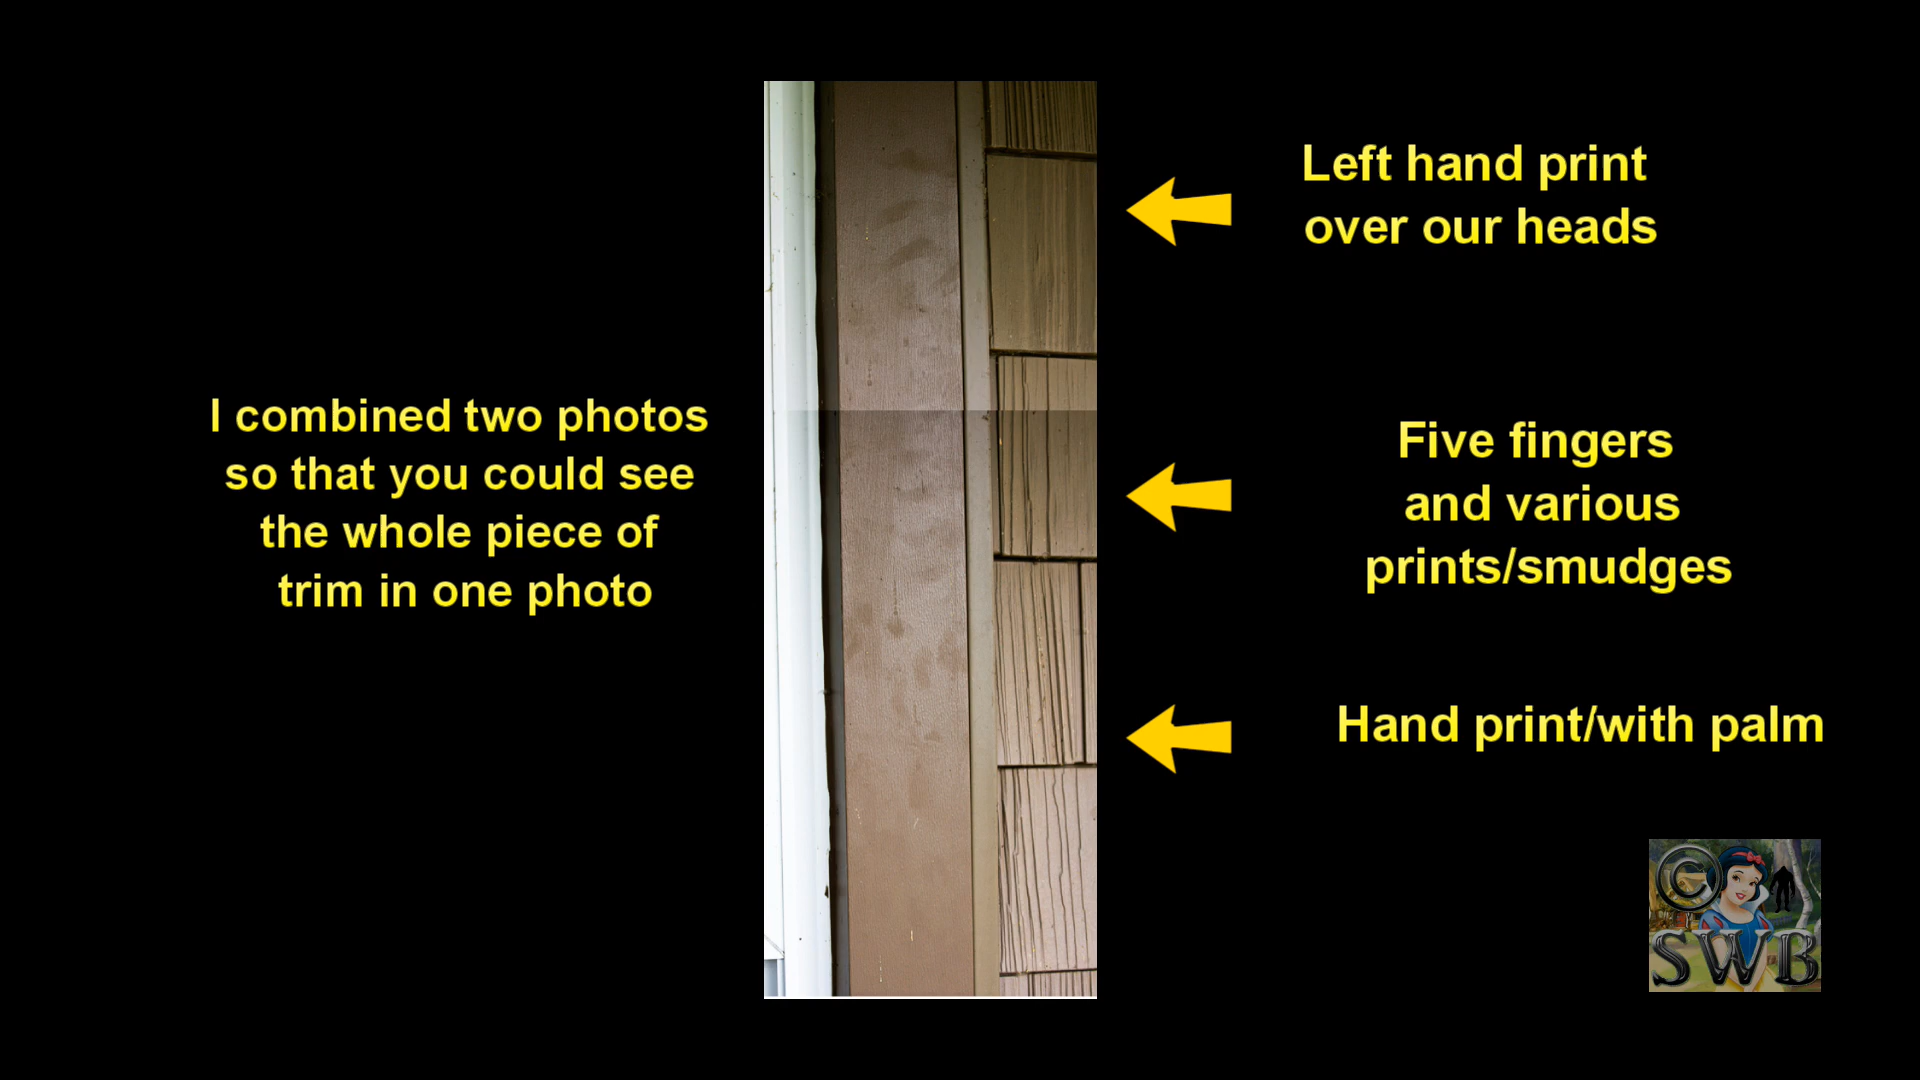 Left hand print
over our heads
I combined two photos
so that you could see
the whole piece of
trim in one photo
Five fingers
and various
prints/smudges
Hand print/with palm
©
SWB